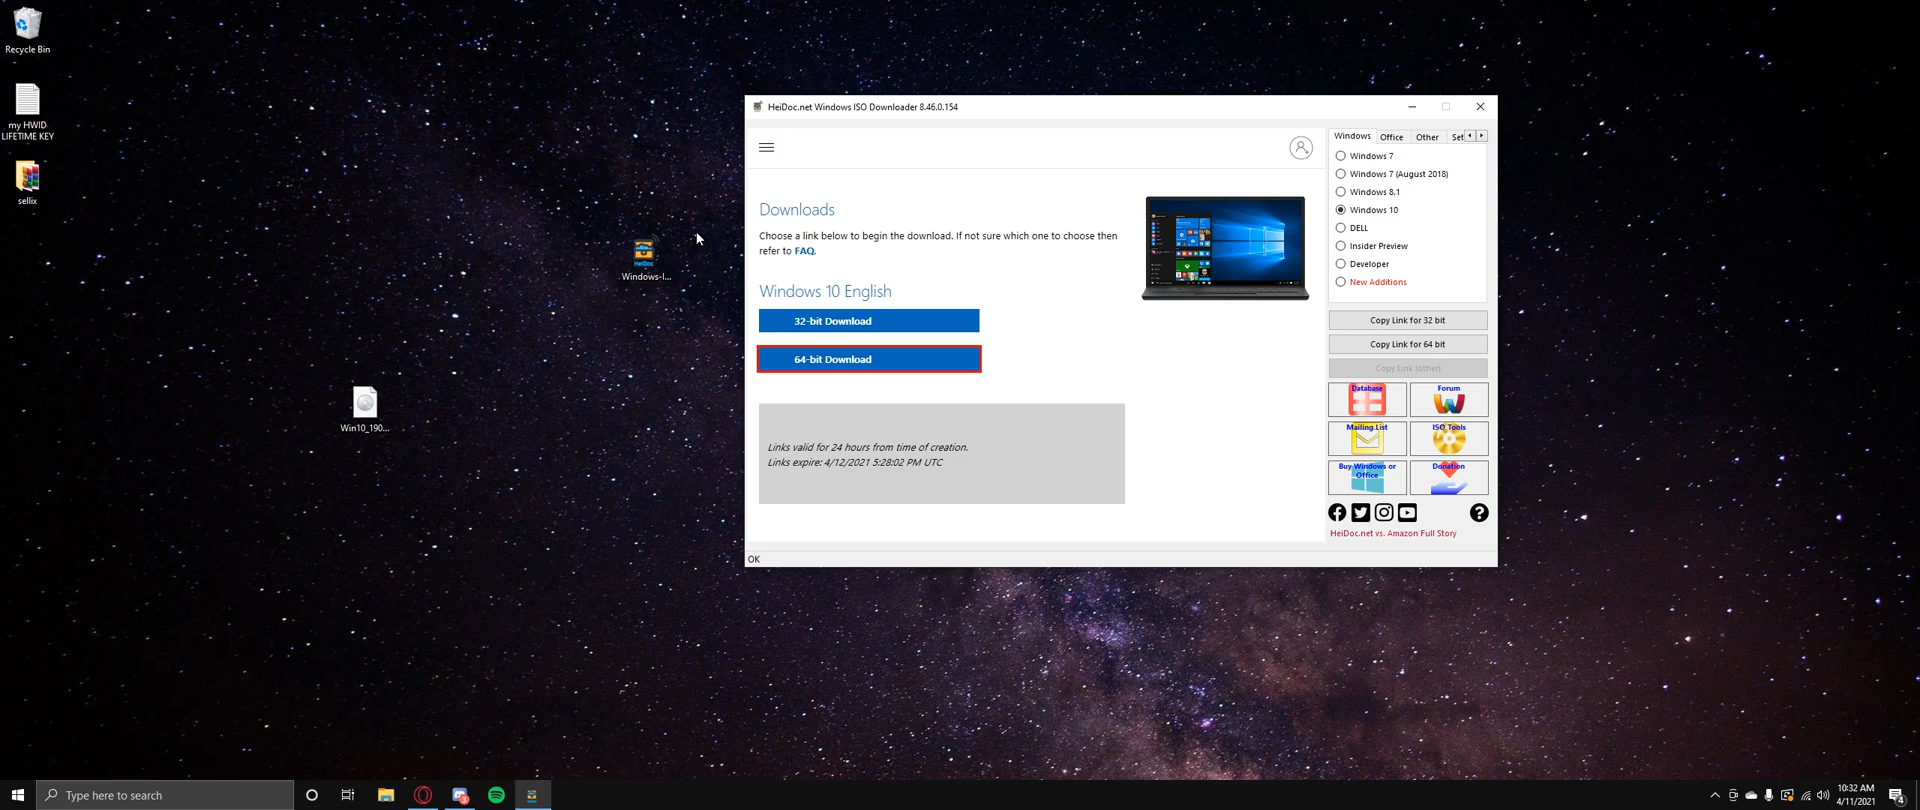 Recycle Bin
my HWID
LIFETIME KEY
sellix
HeiDoc
Windows-I...
Win10_190...
HeiDoc.net Windows ISO Downloader 8.46.0.154
Downloads
Choose a link below to begin the download. If not sure which one to choose then
refer to FAQ.
Windows 10 English
32-bit Download
64-bit Download
Links valid for 24 hours from time of creation.
Links expire: 4/12/2021 5:28:02 PM UTC
OK
Windows Office Other Set
Windows 7
Windows 7 (August 2018)
Windows 8.1
Windows 10
DELL
Insider Preview
Developer
New Additions
Copy Link for 32 bit
Copy Link for 64 bit
Copy Link (other)
Database Forum
Mailing List ISO Tools
Buy Windows or
Office
Donation
HeiDoc.net vs. Amazon Full Story
Type here to search
3
10:32 AM
4/11/2021
4